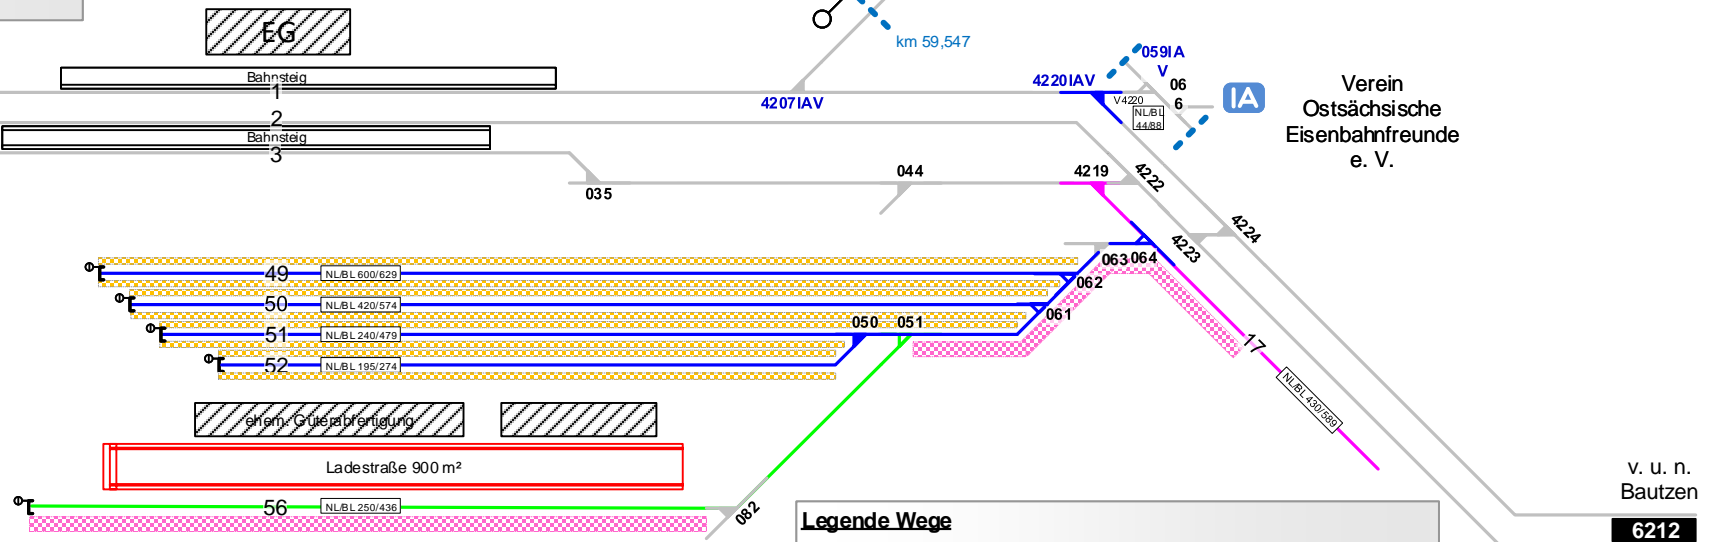 EG
km 59,547
059IA
V
4220IAV
06
6
IA
Verein
Ostsächsische
Eisenbahnfreunde
e. V.
Bahnsteig
1
4207IAV
V4220
NL/BL
44/88
2
Bahnsteig
3
035
044
4219
4222
4224
4223
063
064
49
NL/BL 600/629
062
50
NL/BL 420/574
061
51
NL/BL 240/479
050
051
52
NL/BL 195/274
17
NL/BL 430/589
ehem. Güterabfertigung
Ladestraße 900 m²
56
NL/BL 250/436
082
Legende Wege
v. u. n.
Bautzen
6212